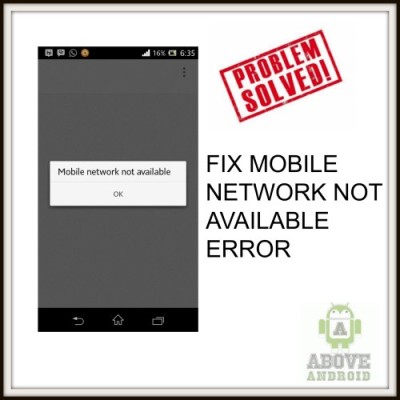 16% 6:35
Mobile network not available
OK
PROBLEM
SOLVED!
FIX MOBILE
NETWORK NOT
AVAILABLE
ERROR
A
ABOVE
ANDROID